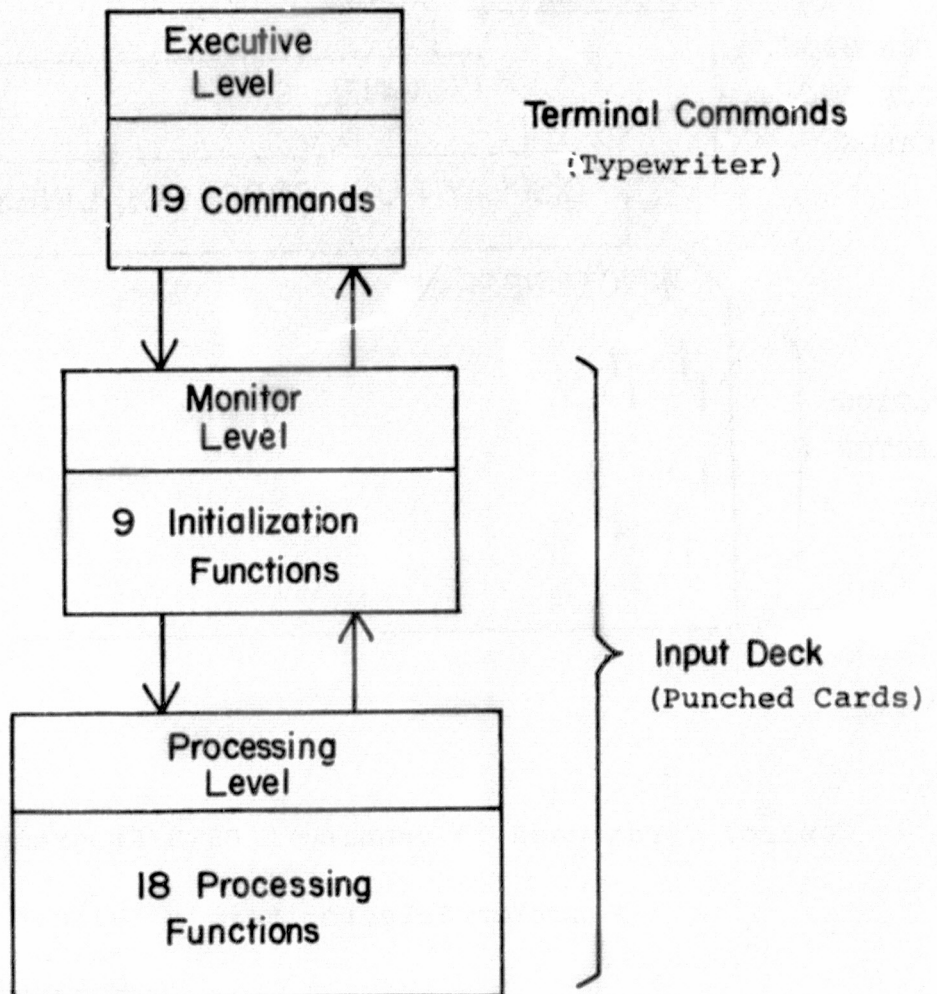 Executive
Level
19 Commands
Terminal Commands
(Typewriter)
Monitor
Level
9 Initialization
Functions
Input Deck
(Punched Cards)
Processing
Level
18 Processing
Functions